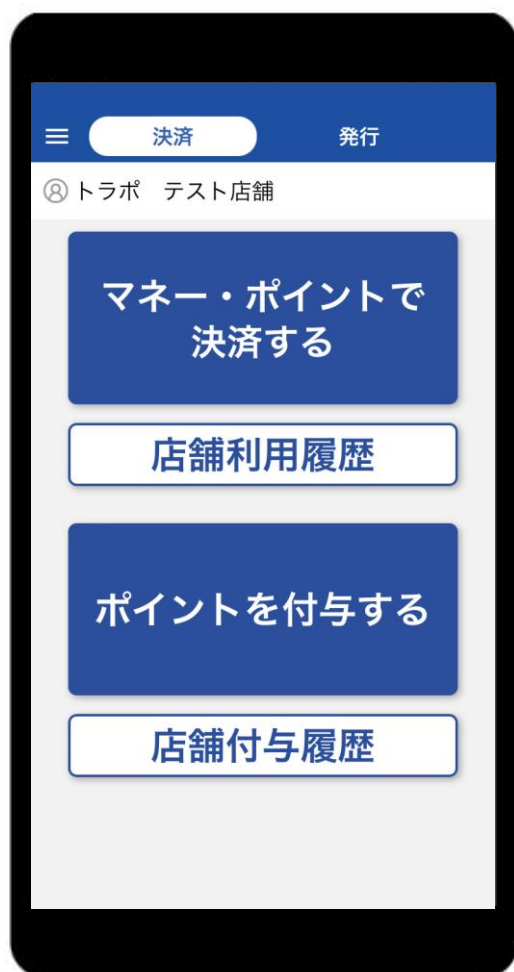 決済 発行
トラポ　テスト店舗
マネー・ポイントで
決済する
店舗利用履歴
ポイントを付与する
店舗付与履歴